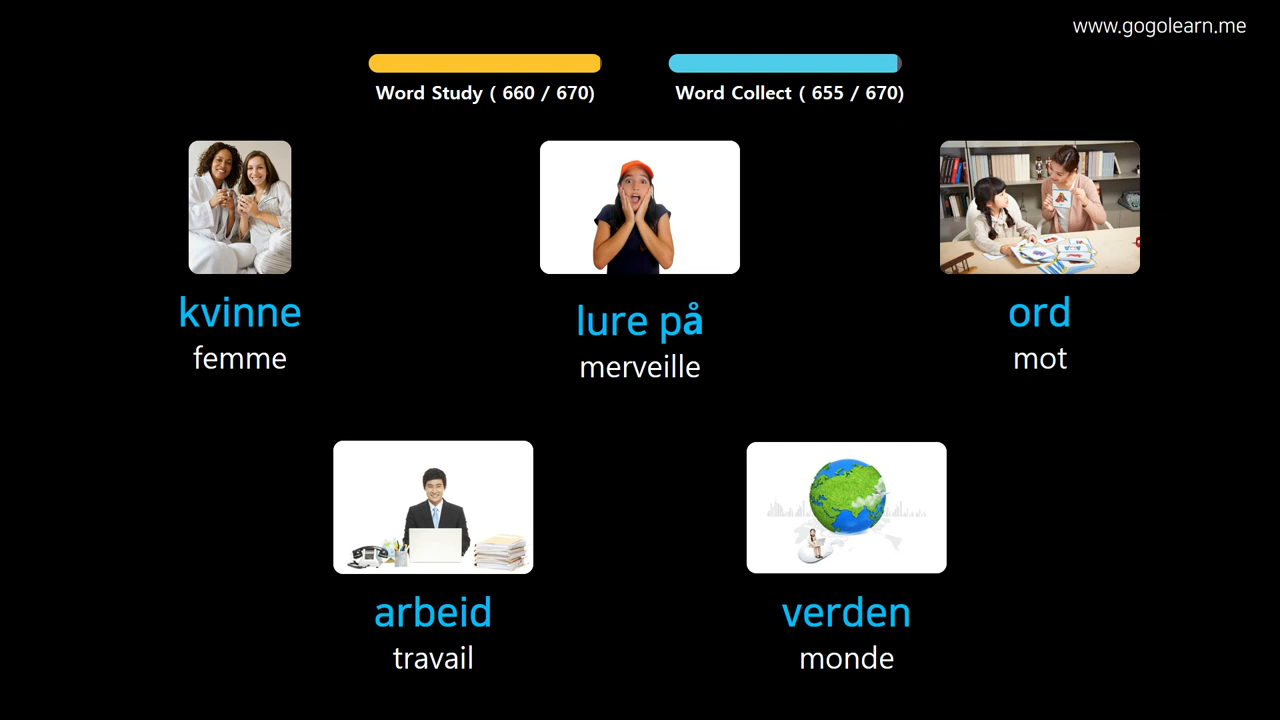 www.gogolearn.me
Word Study ( 660 / 670)
Word Collect ( 655 / 670)
kvinne
femme
lure på
merveille
ord
mot
arbeid
travail
verden
monde